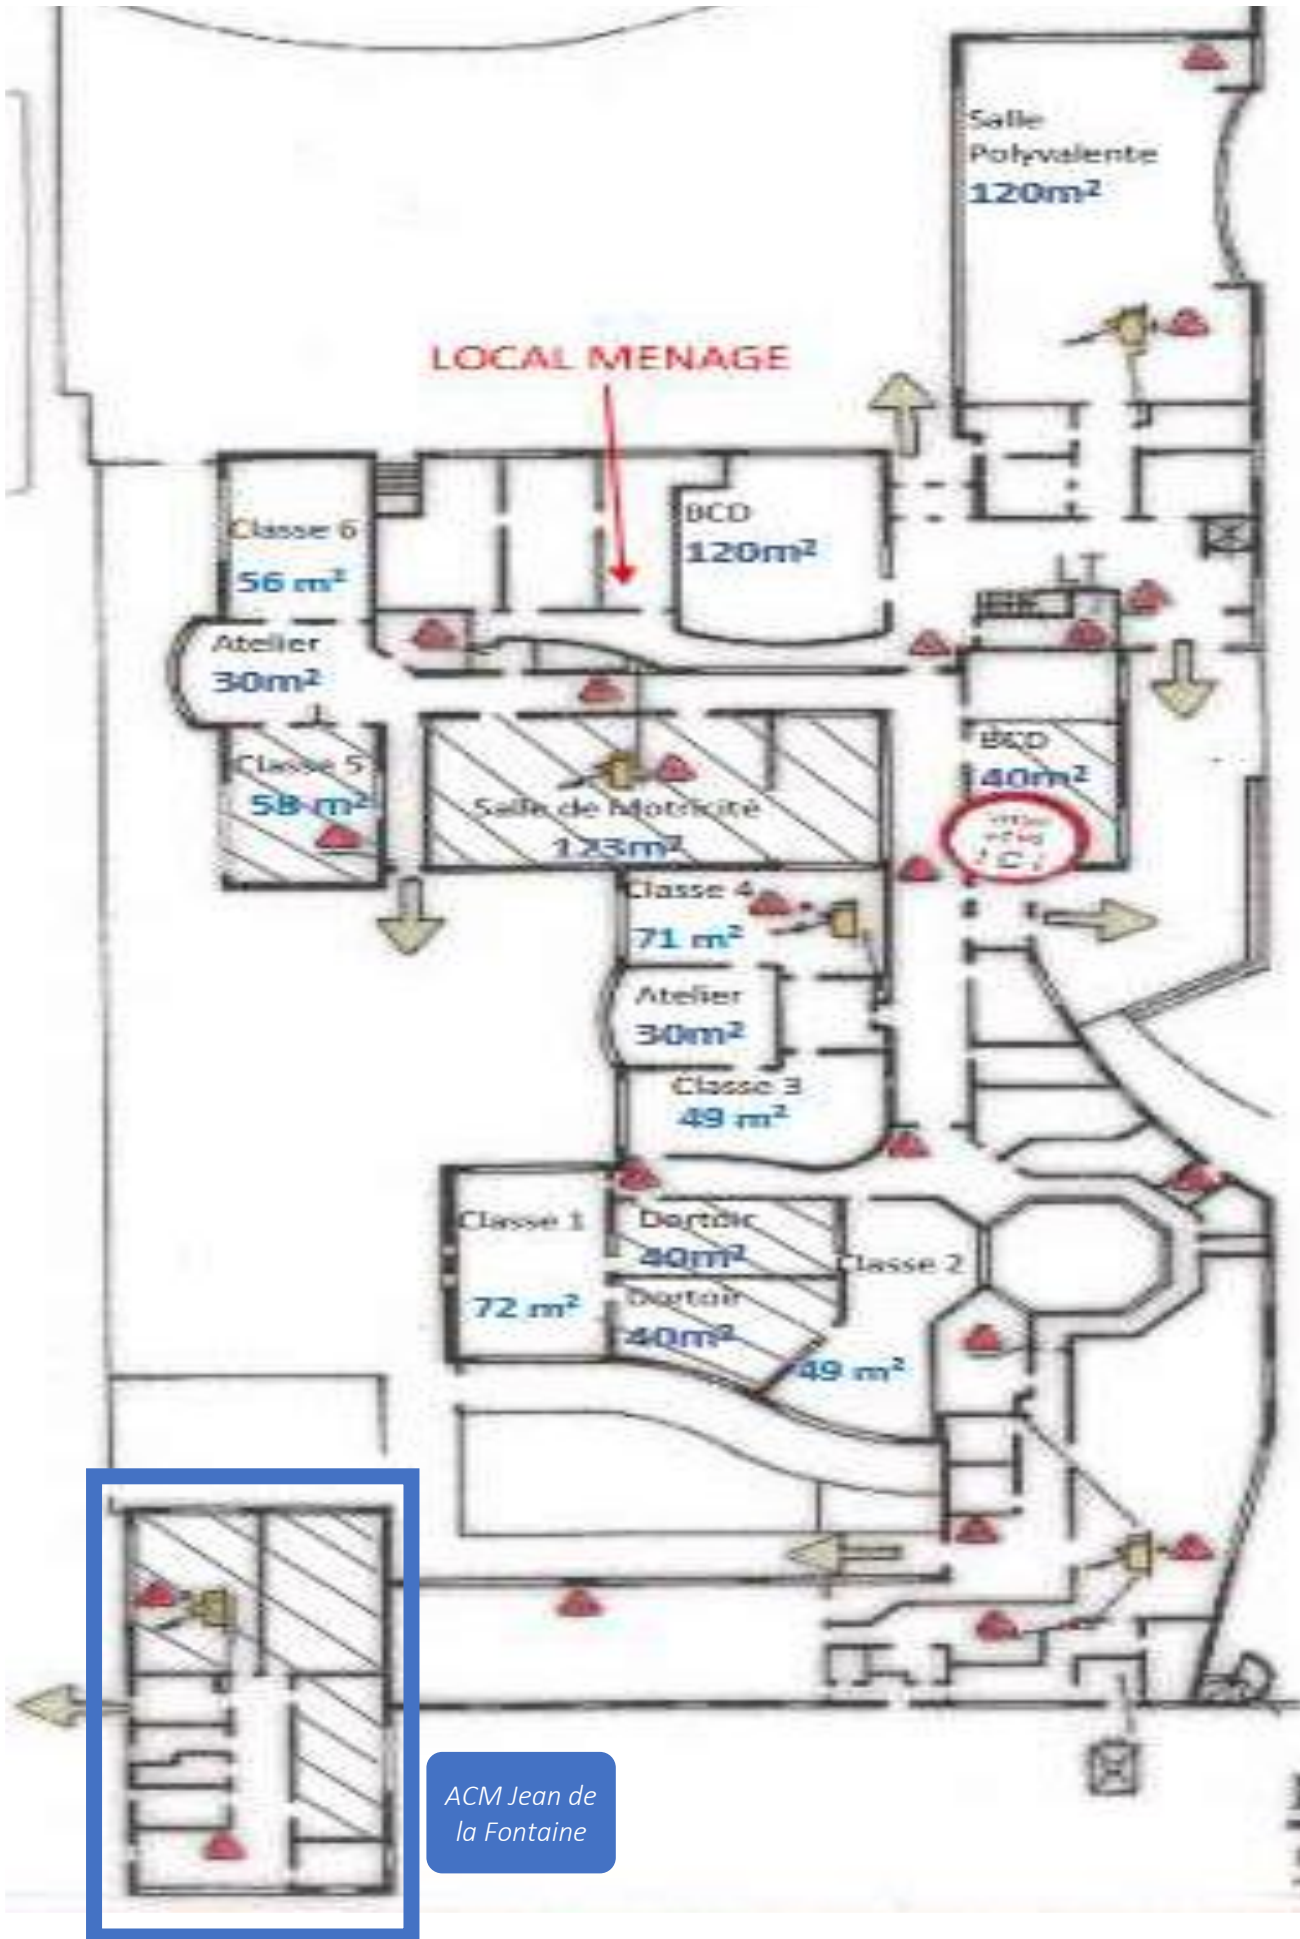 Salle
Polyvalente
120m²
LOCAL MENAGE
Classe 6
56 m²
BCD
120m²
LT
Atelier
30m²
Classe 5
58 m²
Salle de Motricité
123m²
BCD
40m²
Classe 4
71 m²
Atelier
30m²
Classe 3
49 m²
Classe 1
72 m²
Dortoir
40m²
Dortoir
40m²
Classe 2
49 m²
ACM Jean de
la Fontaine